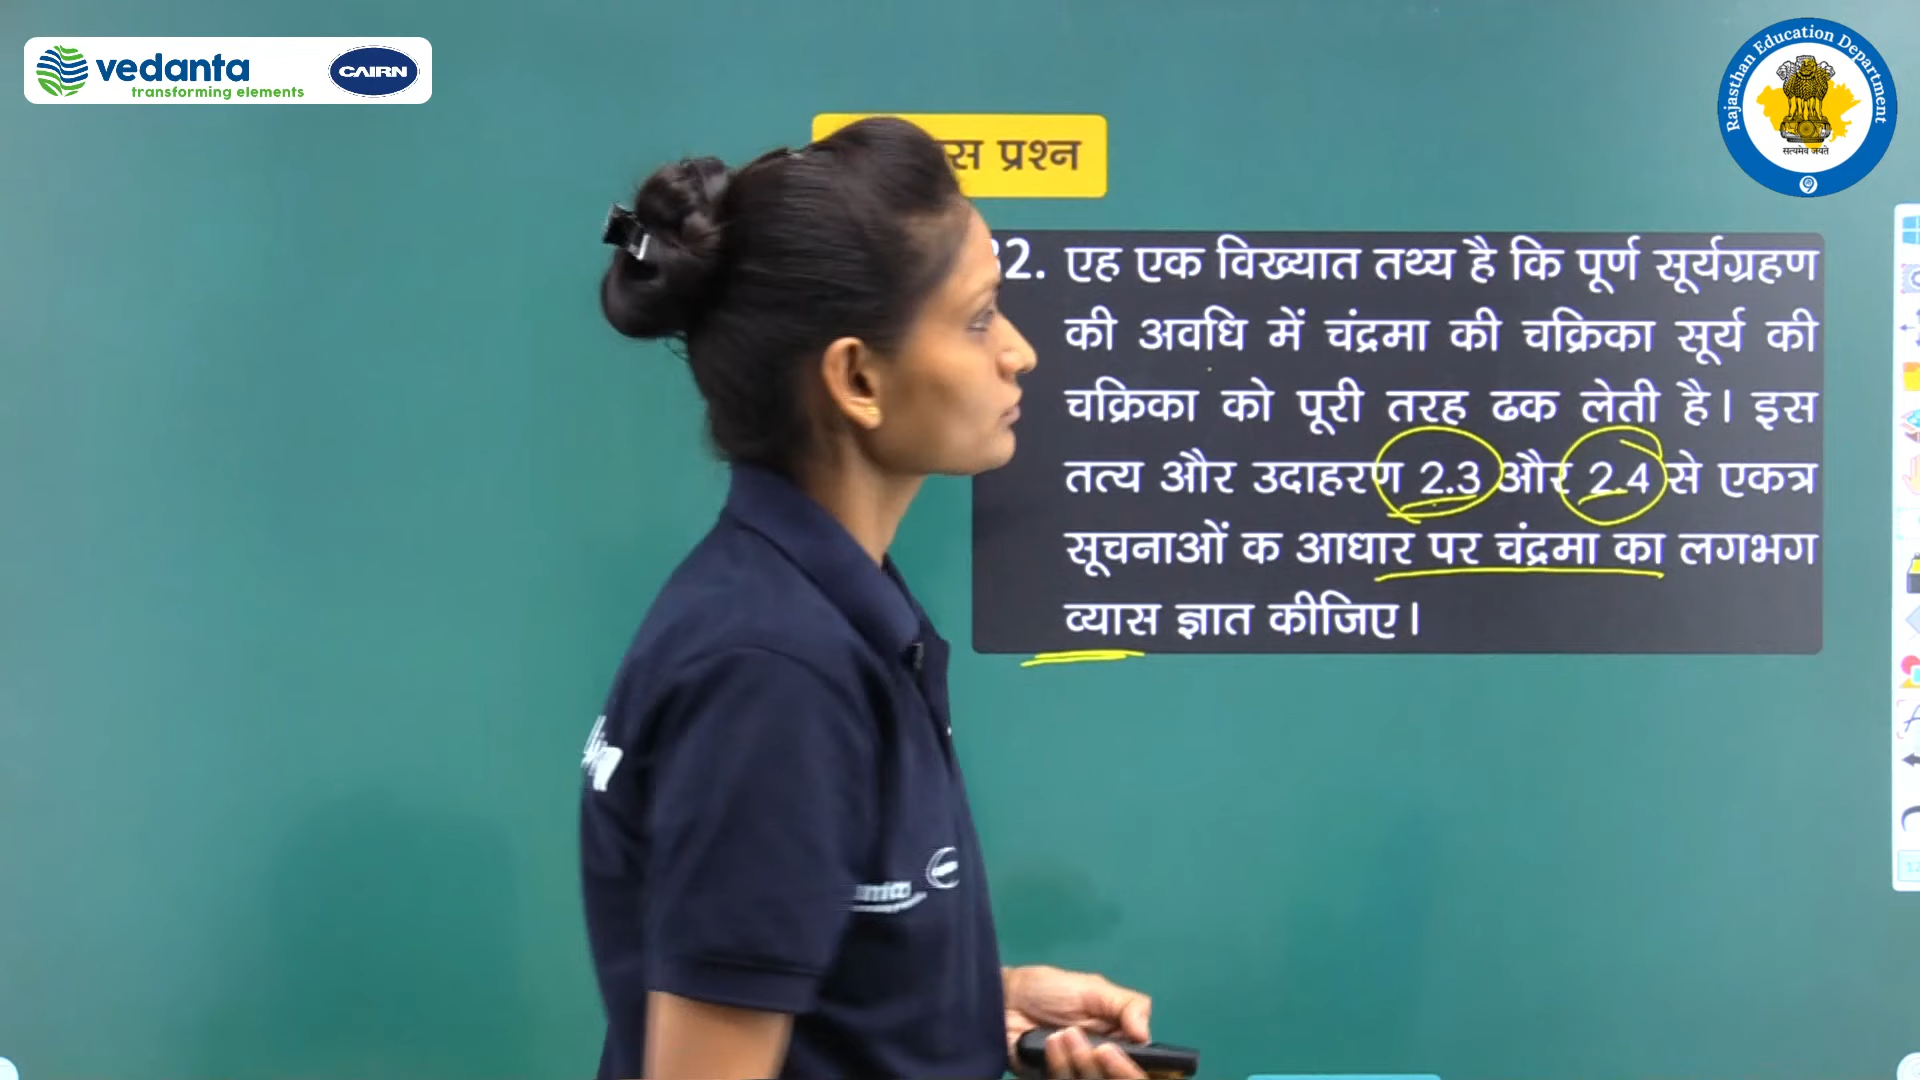 vedanta
transforming elements
CAIRN
Rajasthan Education Department
सत्यमेव जयते
प्रश्न
2. एह एक विख्यात तथ्य है कि पूर्ण सूर्यग्रहण
की अवधि में चंद्रमा की चक्रिका सूर्य की
चक्रिका को पूरी तरह ढक लेती है। इस
तत्य और उदाहरण 2.3 और 2.4 से एकत्र
सूचनाओं क आधार पर चंद्रमा का लगभग
व्यास ज्ञात कीजिए।